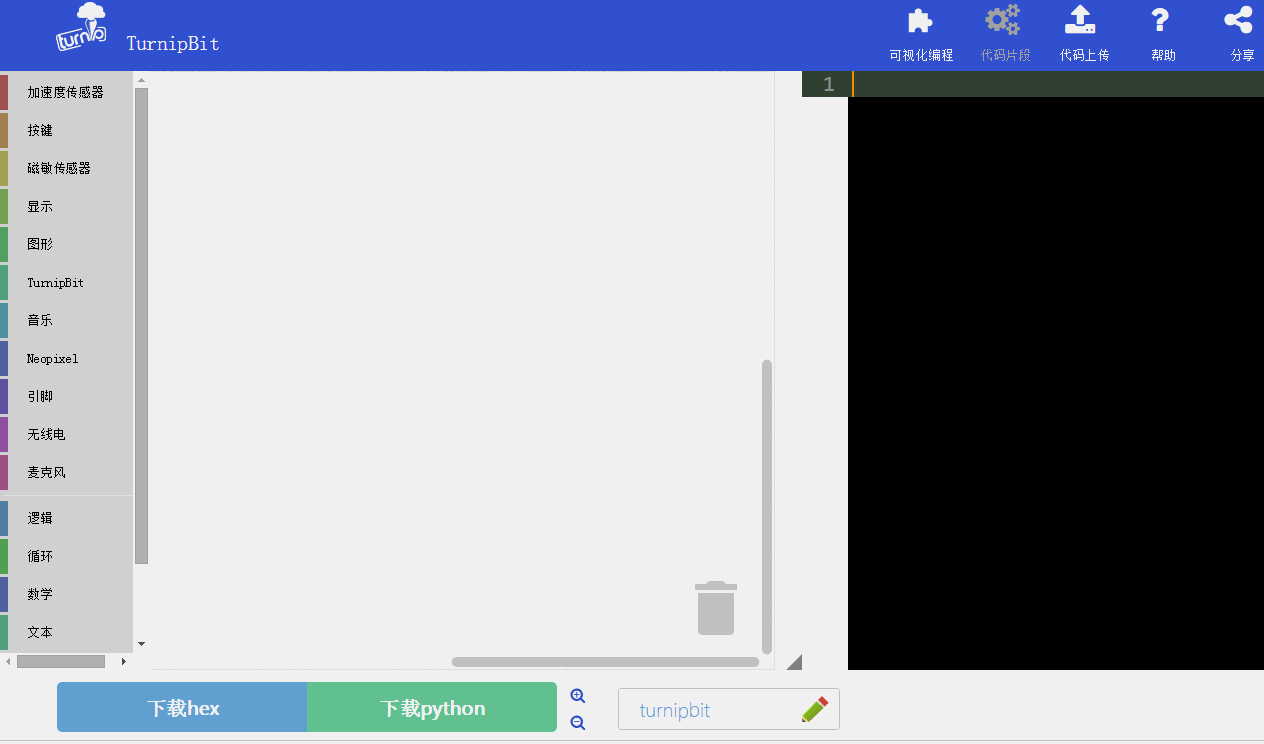 turnip
TurnipBit
可视化编程
代码片段
代码上传
帮助
分享
加速度传感器
按键
磁敏传感器
显示
图形
TurnipBit
音乐
Neopixel
引脚
无线电
麦克风
逻辑
循环
数学
文本
1
下载hex
下载python
turnipbit